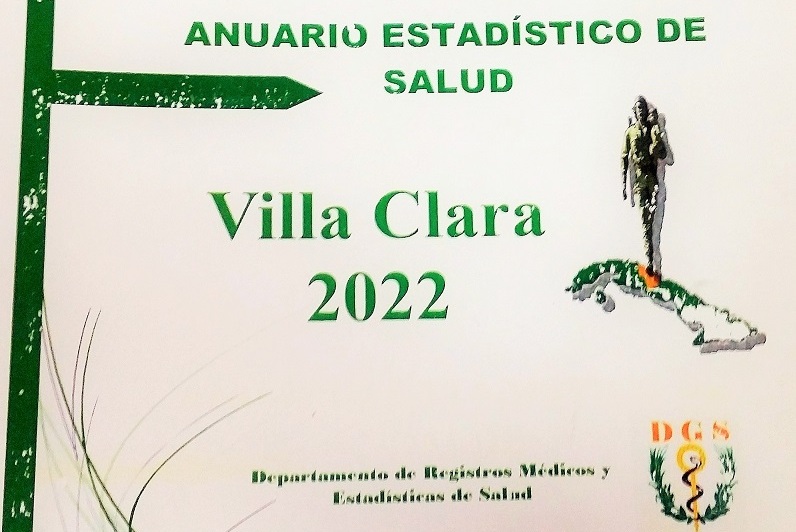 ANUARIO ESTADÍSTICO DE
SALUD
Villa Clara
2022
DGS
Departamento de Registros Médicos y
Estadísticas de Salud